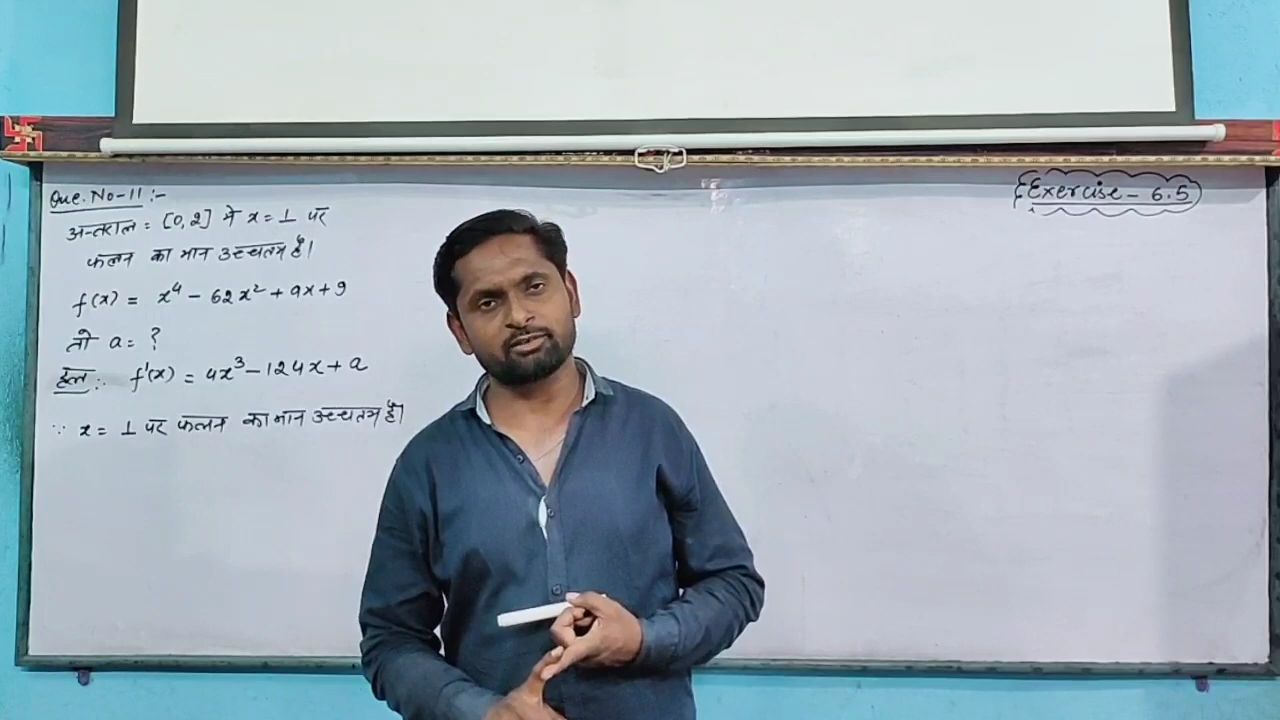 Que. No-11 :-
Exercise - 6.5
अन्तराल = [0,2] मे x = 1 पर
फलन का मान उच्चतम है।
f(x) = x⁴ - 62x² + ax + 9
तो a = ?
हल :. f'(x) = 4x³ - 124x + a
∵ x = 1 पर फलन का मान उच्चतम है।